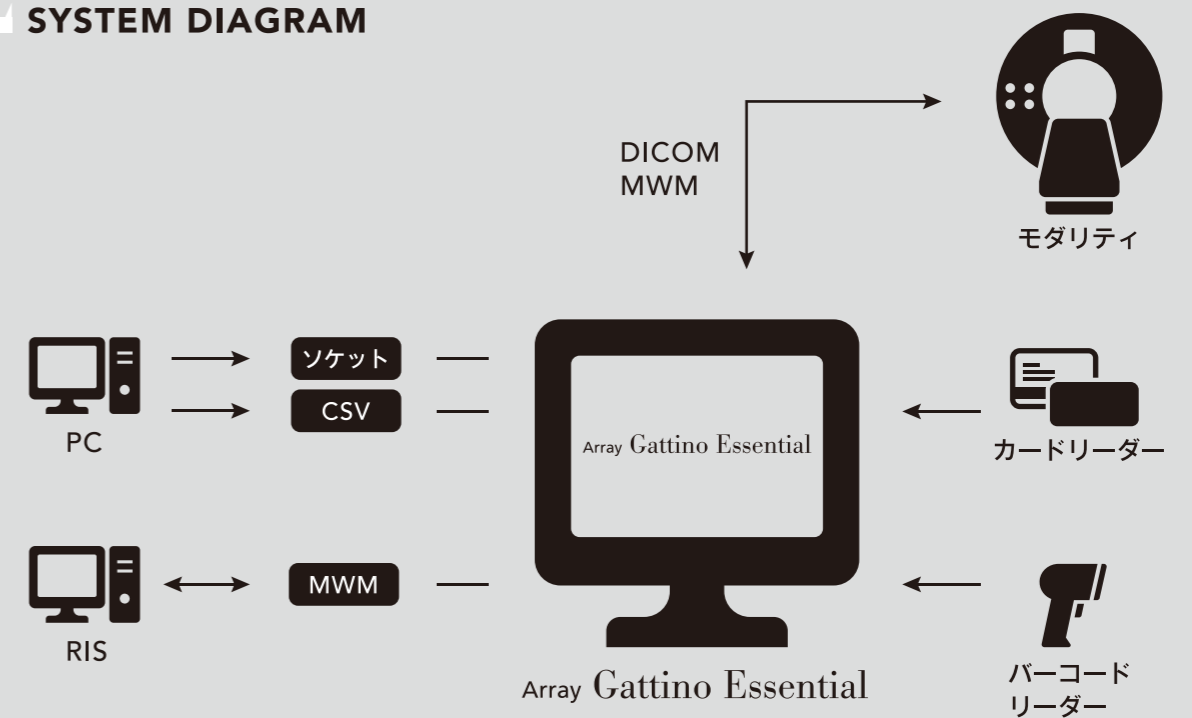 SYSTEM DIAGRAM
DICOM
MWM
モダリティ
ソケット
CSV
PC
Array Gattino Essential
カードリーダー
MWM
RIS
Array Gattino Essential
バーコード
リーダー